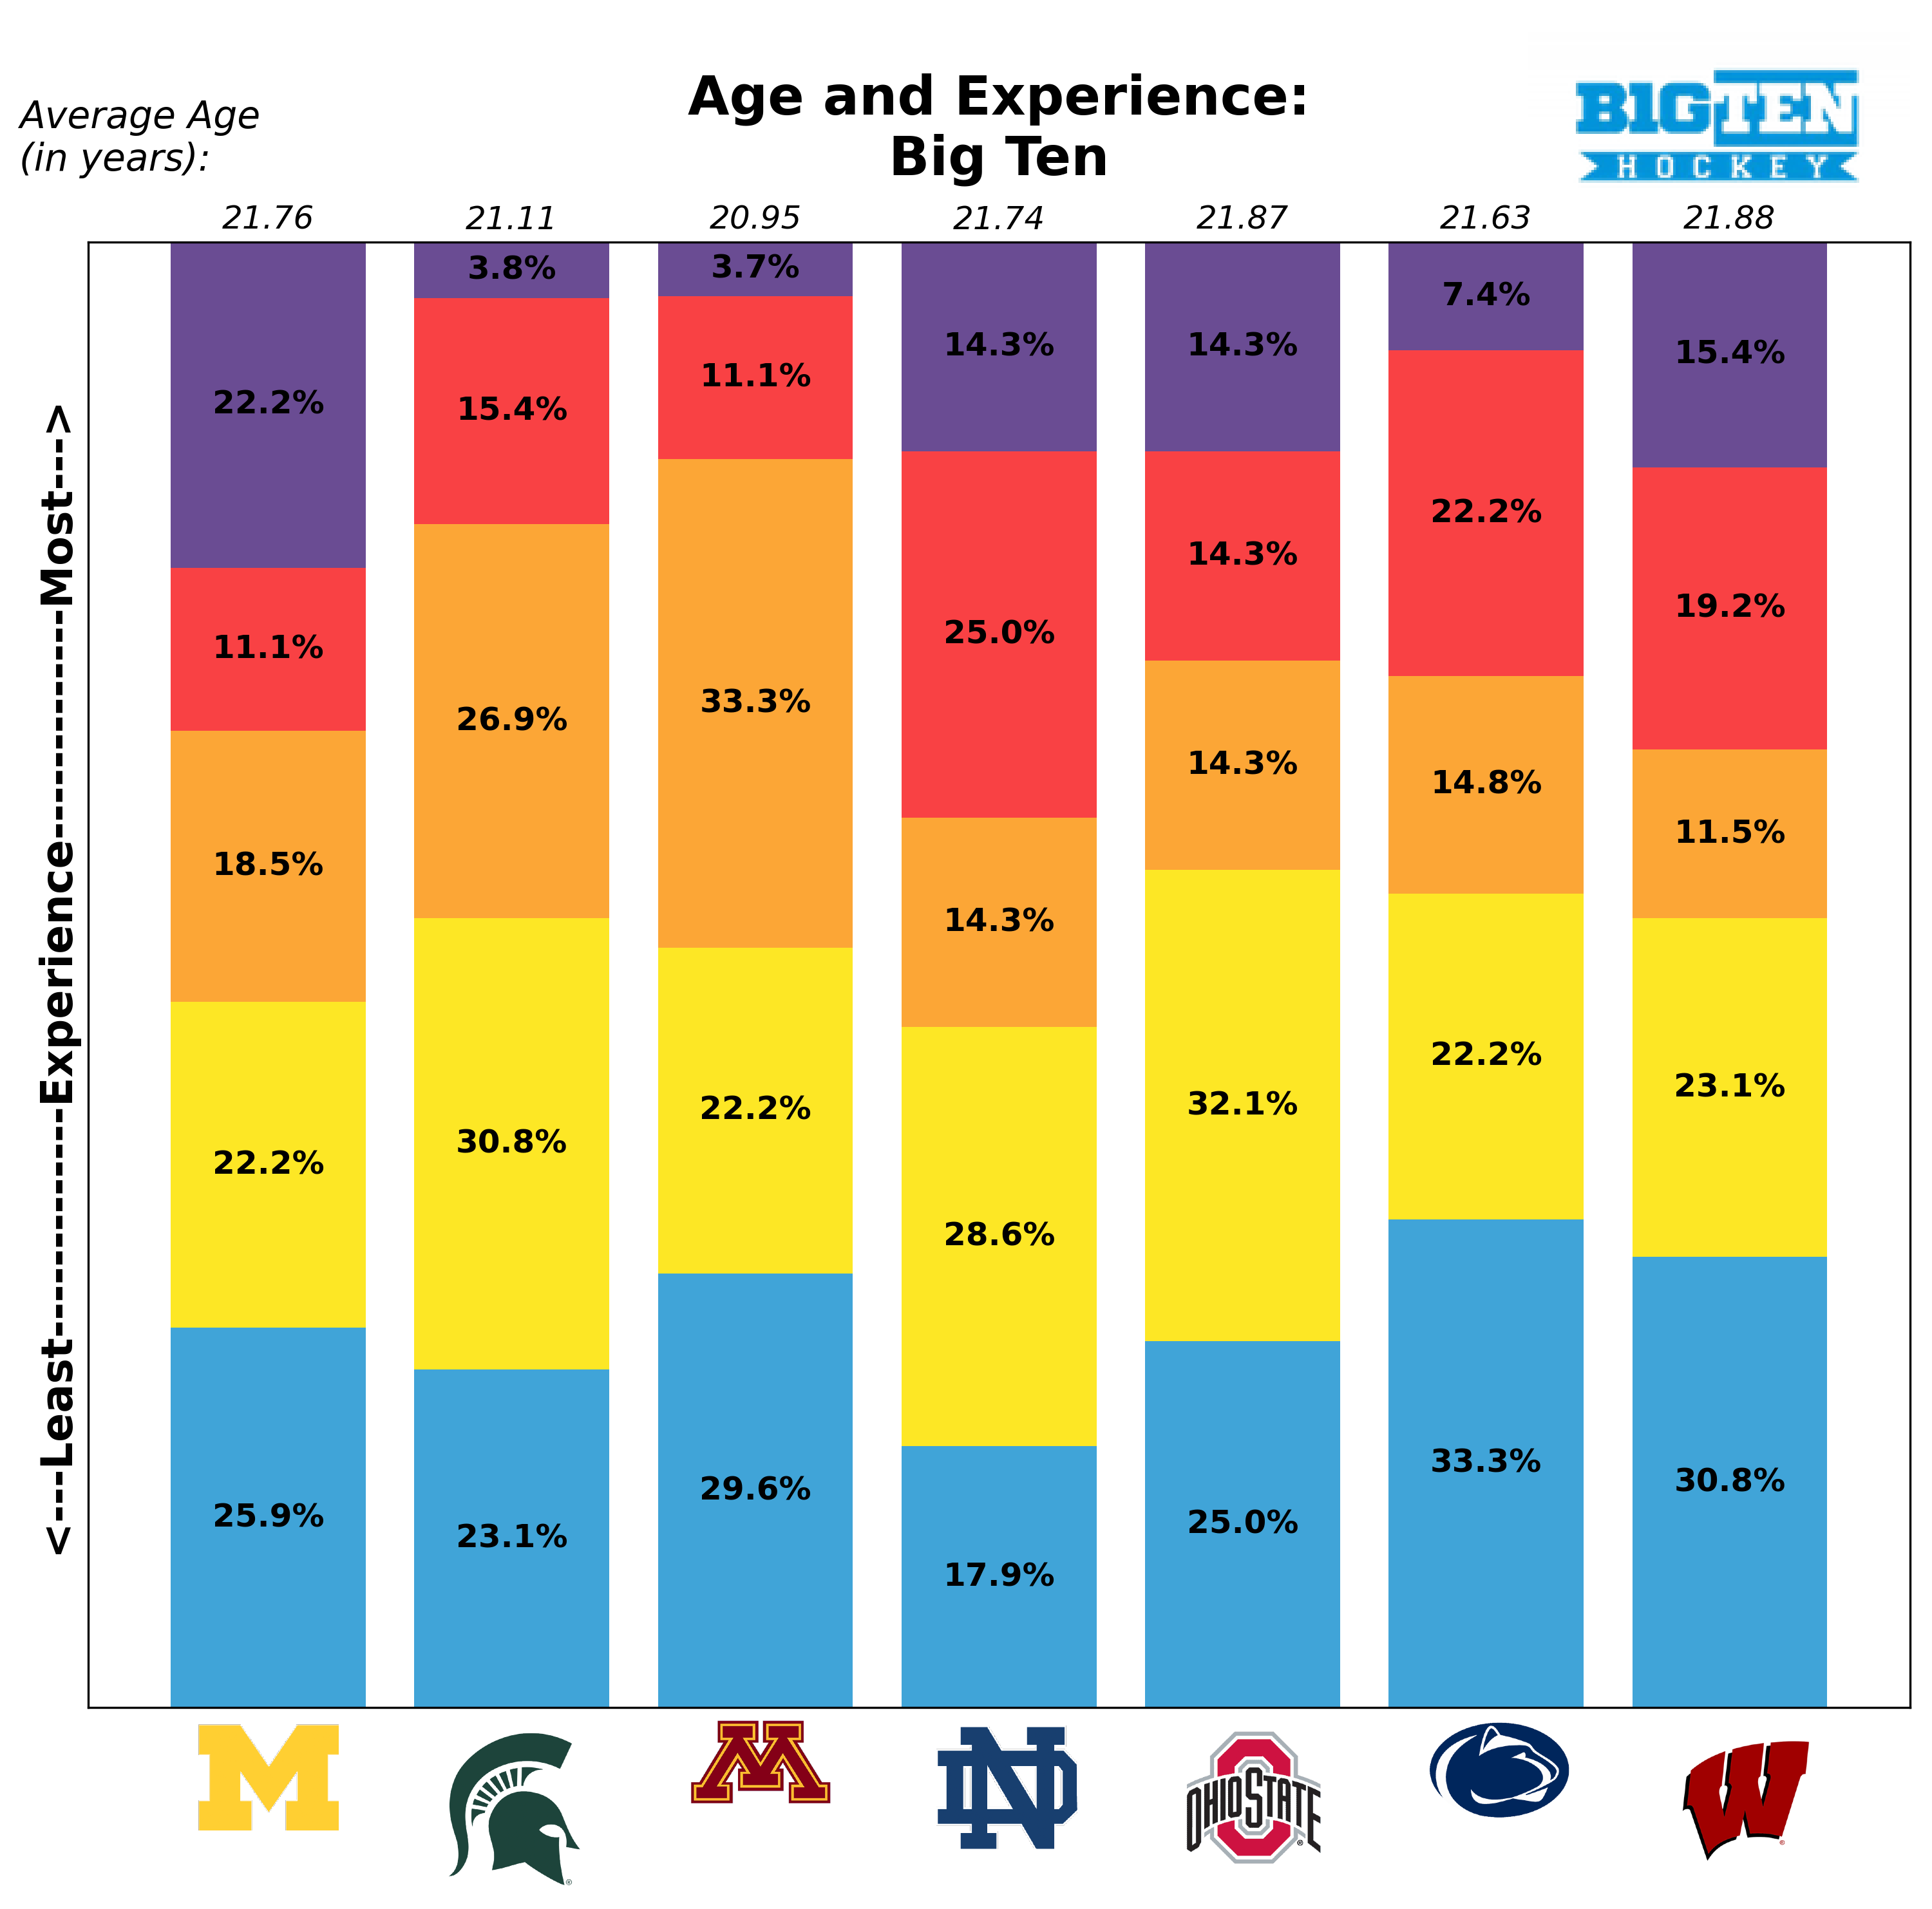 Average Age
(in years):
Age and Experience:
Big Ten
BIG TEN
HOCKEY
21.76 21.11 20.95 21.74 21.87 21.63 21.88
<---Least--------------Experience--------------Most--->
22.2% 3.8% 3.7% 14.3% 14.3% 7.4% 15.4%
11.1% 15.4% 11.1% 25.0% 14.3% 22.2% 19.2%
18.5% 26.9% 33.3% 14.3% 14.3% 14.8% 11.5%
22.2% 30.8% 22.2% 28.6% 32.1% 22.2% 23.1%
25.9% 23.1% 29.6% 17.9% 25.0% 33.3% 30.8%
M M ND OHIO STATE W